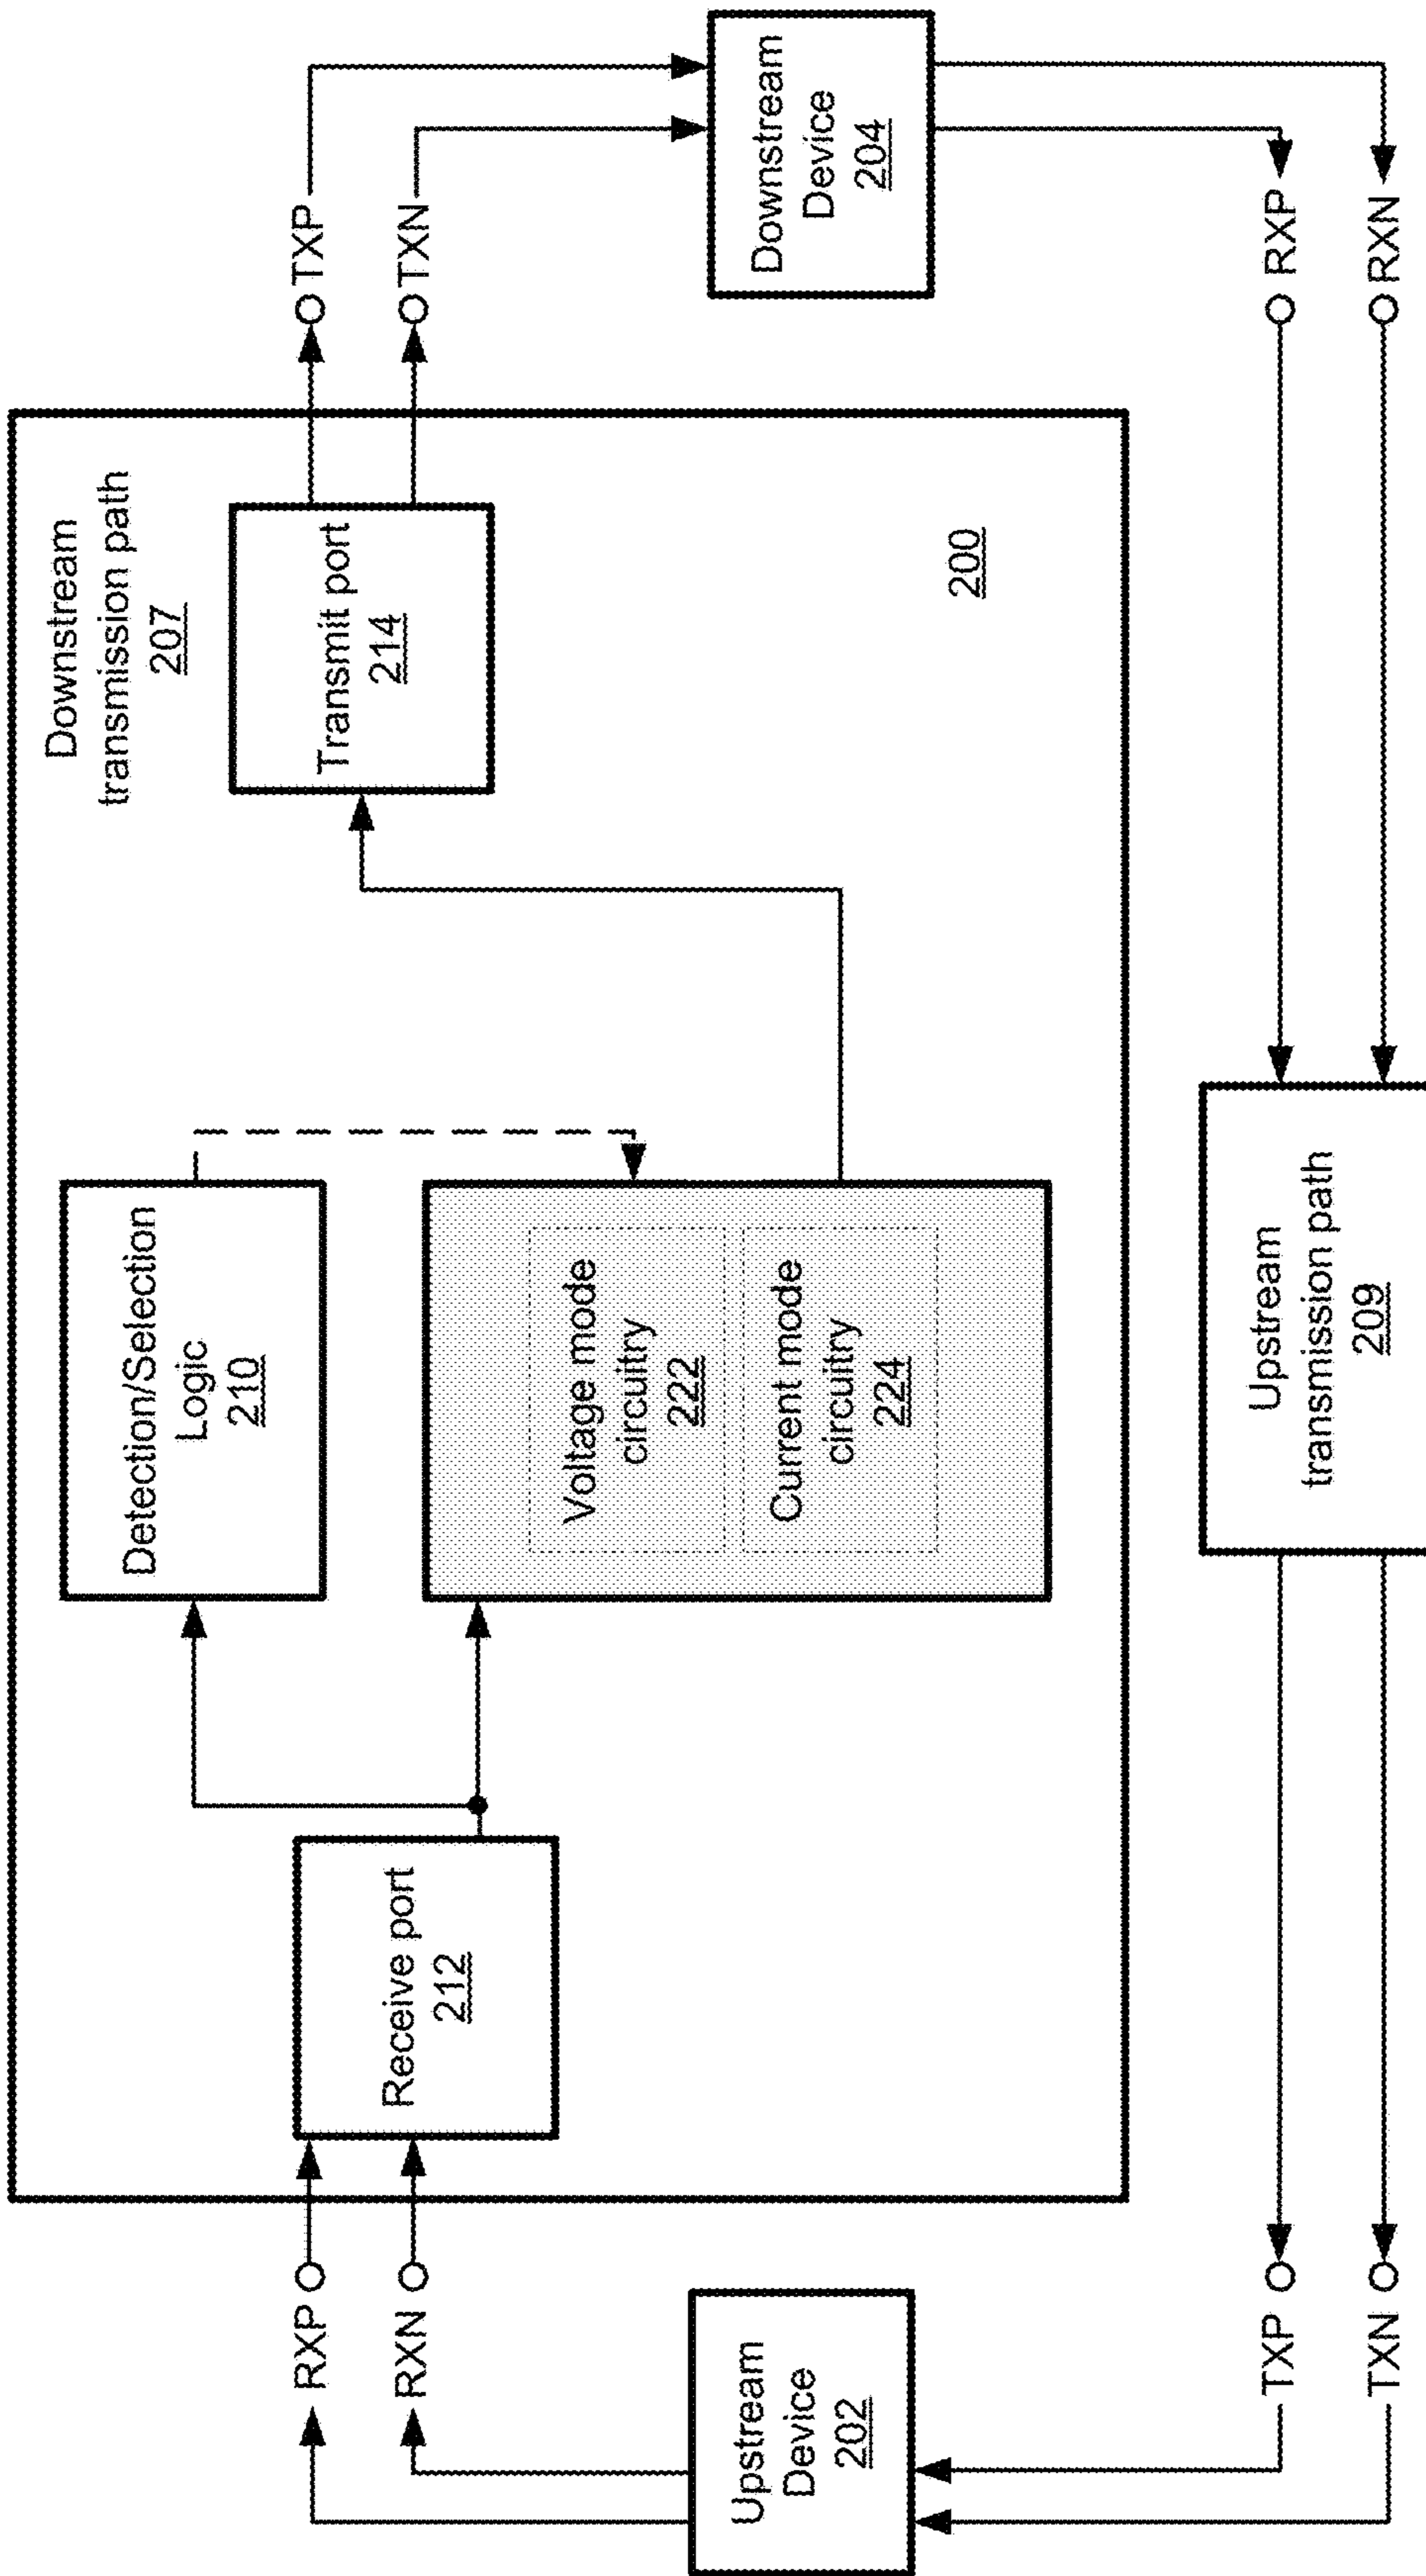 Downstream
transmission path
207
RXP
RXN
Receive port
212
Detection/Selection
Logic
210
Voltage mode
circuitry
222
Current mode
circuitry
224
Transmit port
214
TXP
TXN
200
Upstream
Device
202
Downstream
Device
204
TXP
TXN
Upstream
transmission path
209
RXP
RXN